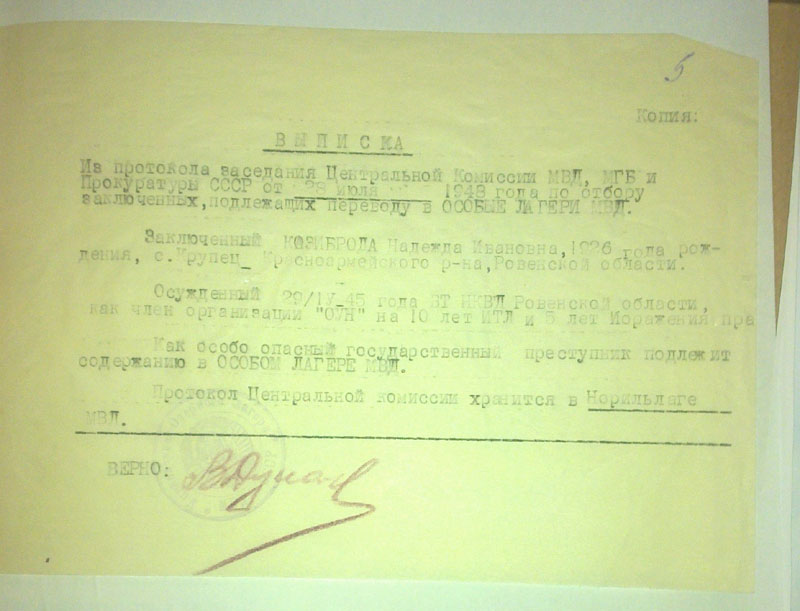 5
Копия:
ВЫПИСКА
Из протокола заседания Центральной Комиссии МВД, МГБ и
Прокуратуры СССР от 28 июля 1948 года по отбору
заключенных,подлежащих переводу в ОСОБЫЕ ЛАГЕРИ МВД.
Заключенный КОЗИБРОДА Надежда Ивановна,1926 года рож-
дения, с.Крупец_ Красноармейского р-на,Ровенской области.
Осужденный 29/IУ_45 года ВТ НКВД Ровенской области,
как член организации "ОУН" на 10 лет ИТЛ и 5 лет Поражения пра
Как особо опасный государственный преступник подлежит
содержанию в ОСОБОМ ЛАГЕРЕ МВД.
Протокол Центральной комиссии хранится в Норильлаге
МВД.
ВЕРНО: